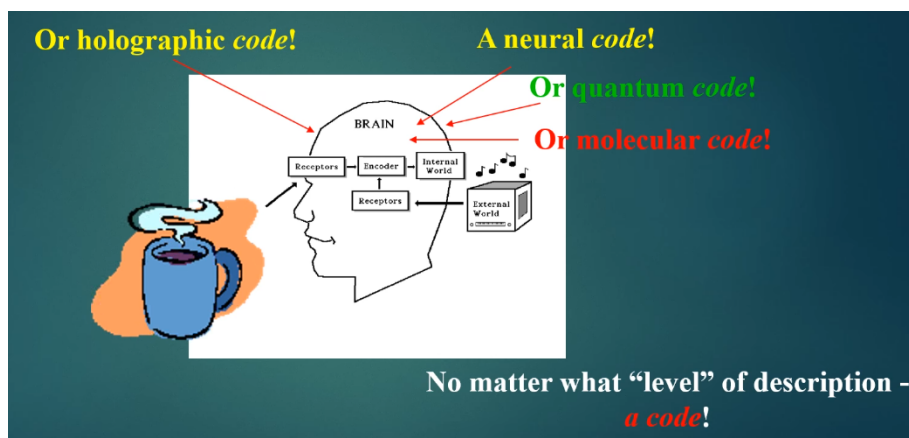 Or holographic code!
A neural code!
Or quantum code!
BRAIN
Or molecular code!
Receptors
Encoder
Internal
World
Receptors
External
World
No matter what “level” of description -
a code!